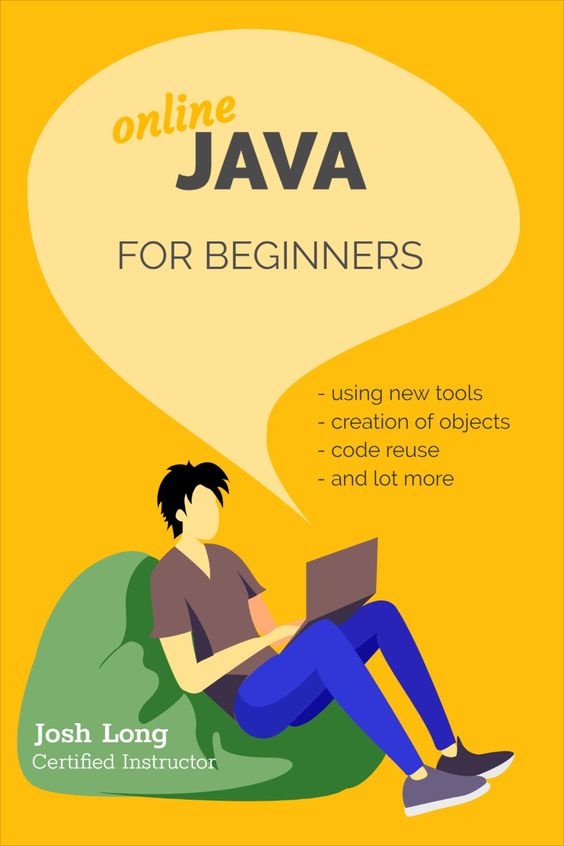 online
JAVA
FOR BEGINNERS
- using new tools
- creation of objects
- code reuse
- and lot more
Josh Long
Certified Instructor